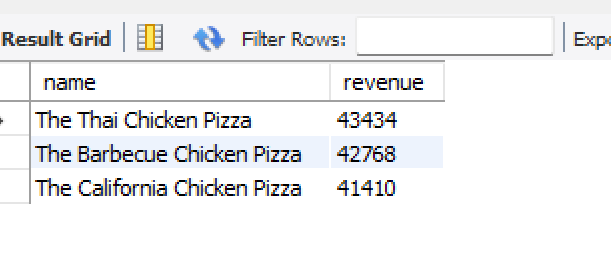 Result Grid Filter Rows: Expo
name revenue
The Thai Chicken Pizza 43434
The Barbecue Chicken Pizza 42768
The California Chicken Pizza 41410